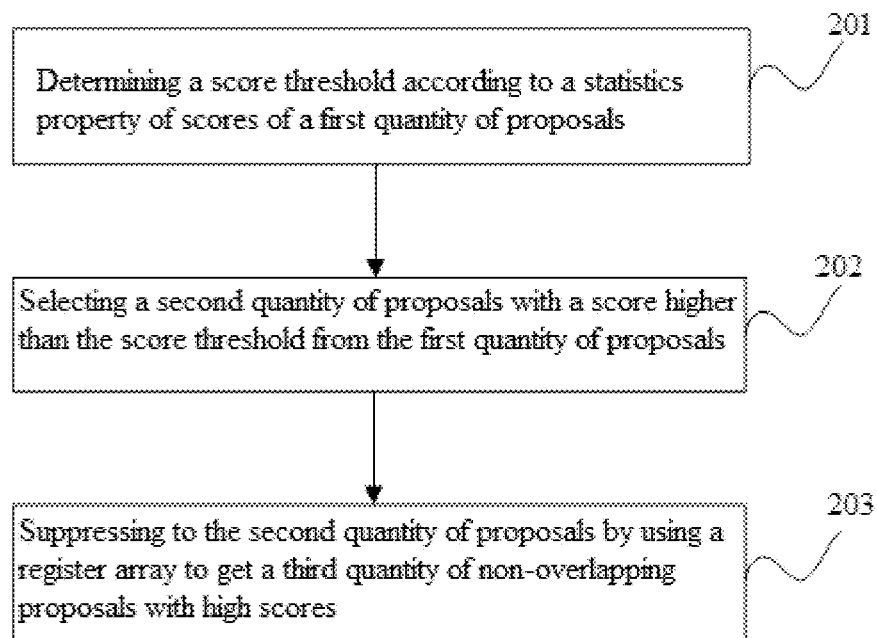 201
Determining a score threshold according to a statistics
property of scores of a first quantity of proposals
202
Selecting a second quantity of proposals with a score higher
than the score threshold from the first quantity of proposals
203
Suppressing to the second quantity of proposals by using a
register array to get a third quantity of non-overlapping
proposals with high scores